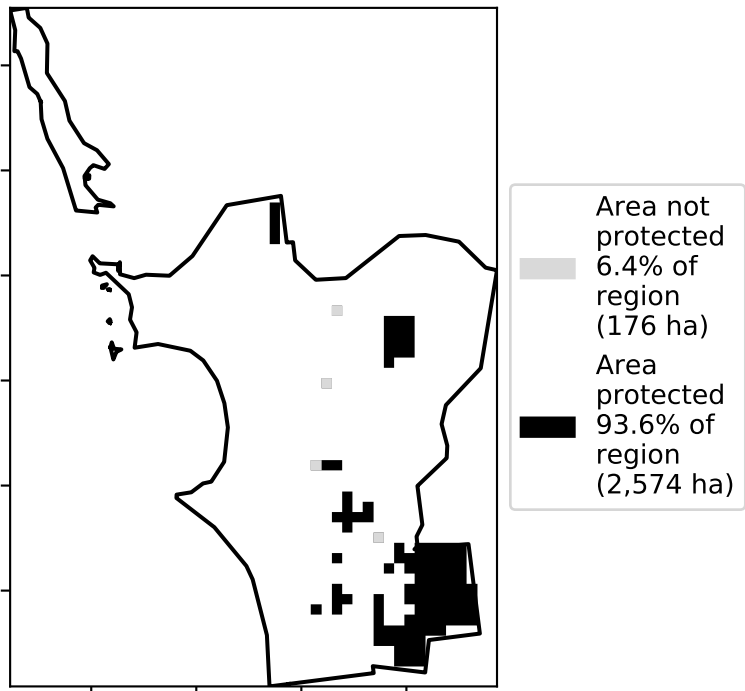 Area not
protected
6.4% of
region
(176 ha)
Area
protected
93.6% of
region
(2,574 ha)